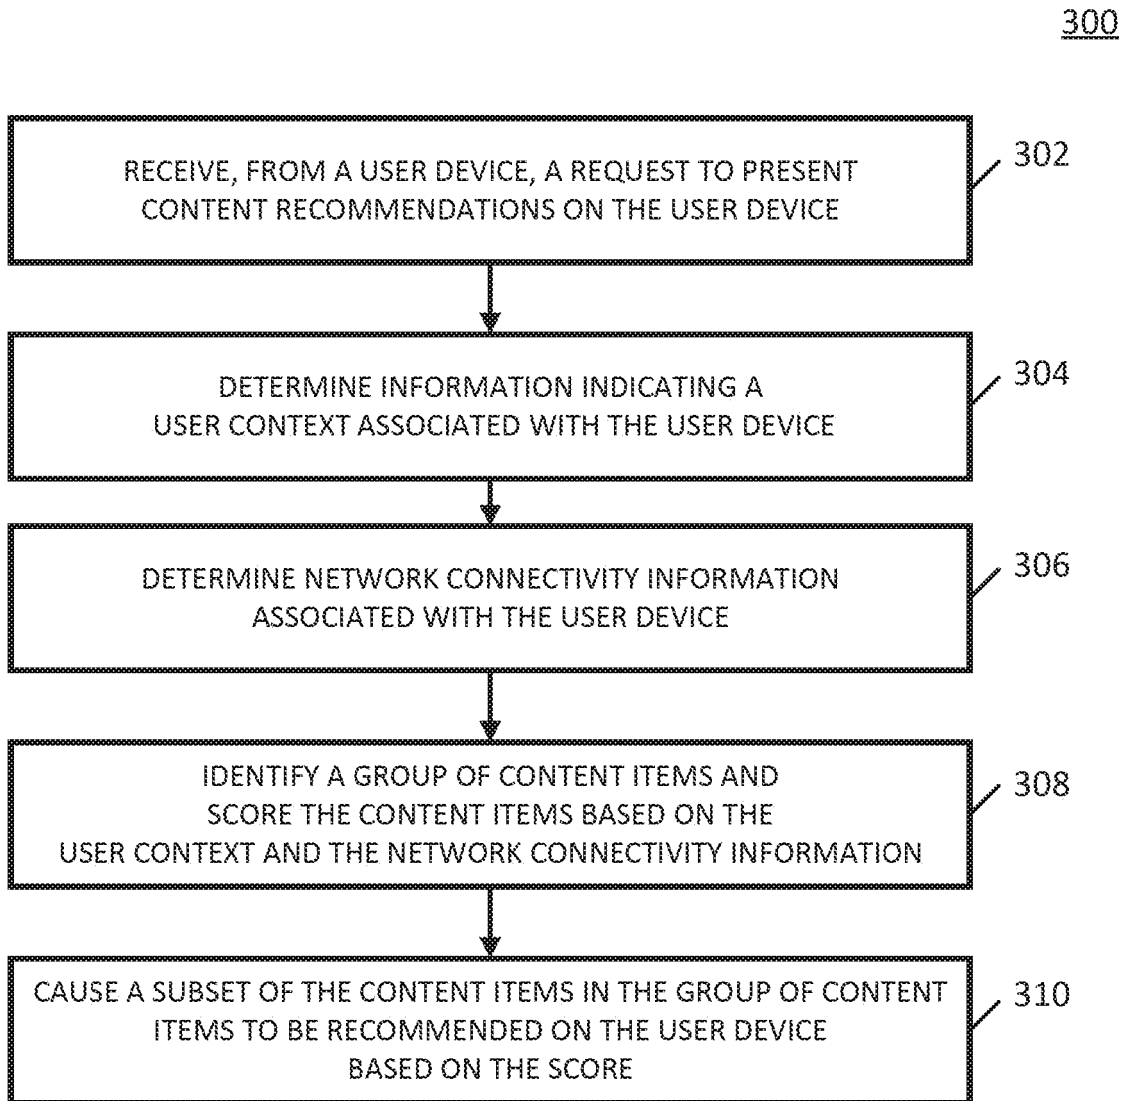 300
RECEIVE, FROM A USER DEVICE, A REQUEST TO PRESENT
CONTENT RECOMMENDATIONS ON THE USER DEVICE
302
DETERMINE INFORMATION INDICATING A
USER CONTEXT ASSOCIATED WITH THE USER DEVICE
304
DETERMINE NETWORK CONNECTIVITY INFORMATION
ASSOCIATED WITH THE USER DEVICE
306
IDENTIFY A GROUP OF CONTENT ITEMS AND
SCORE THE CONTENT ITEMS BASED ON THE
USER CONTEXT AND THE NETWORK CONNECTIVITY INFORMATION
308
CAUSE A SUBSET OF THE CONTENT ITEMS IN THE GROUP OF CONTENT
ITEMS TO BE RECOMMENDED ON THE USER DEVICE
BASED ON THE SCORE
310